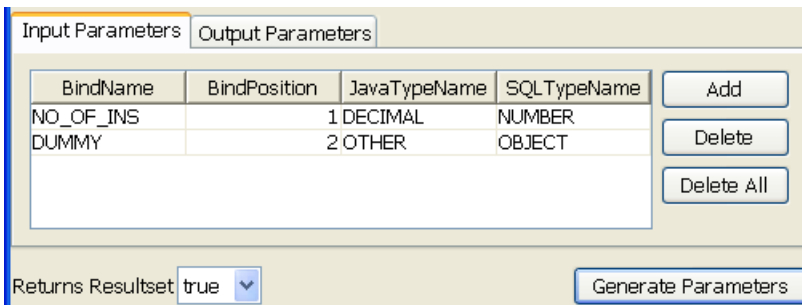 Input Parameters Output Parameters
BindName BindPosition JavaTypeName SQLTypeName Add
NO_OF_INS 1 DECIMAL NUMBER
DUMMY 2 OTHER OBJECT Delete
Delete All
Returns Resultset true Generate Parameters